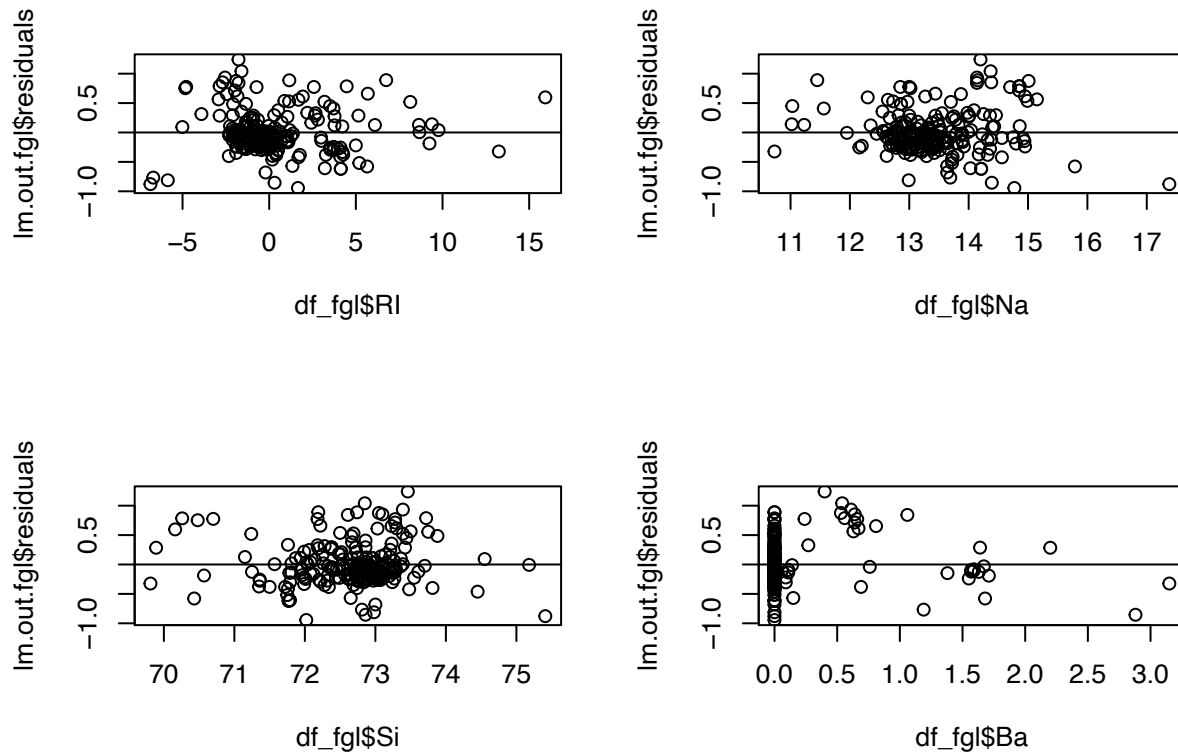 lm.out.fgl$residuals
0.5
−1.0
−5 0 5 10 15
df_fgl$RI
lm.out.fgl$residuals
0.5
−1.0
11 12 13 14 15 16 17
df_fgl$Na
lm.out.fgl$residuals
0.5
−1.0
70 71 72 73 74 75
df_fgl$Si
lm.out.fgl$residuals
0.5
−1.0
0.0 0.5 1.0 1.5 2.0 2.5 3.0
df_fgl$Ba